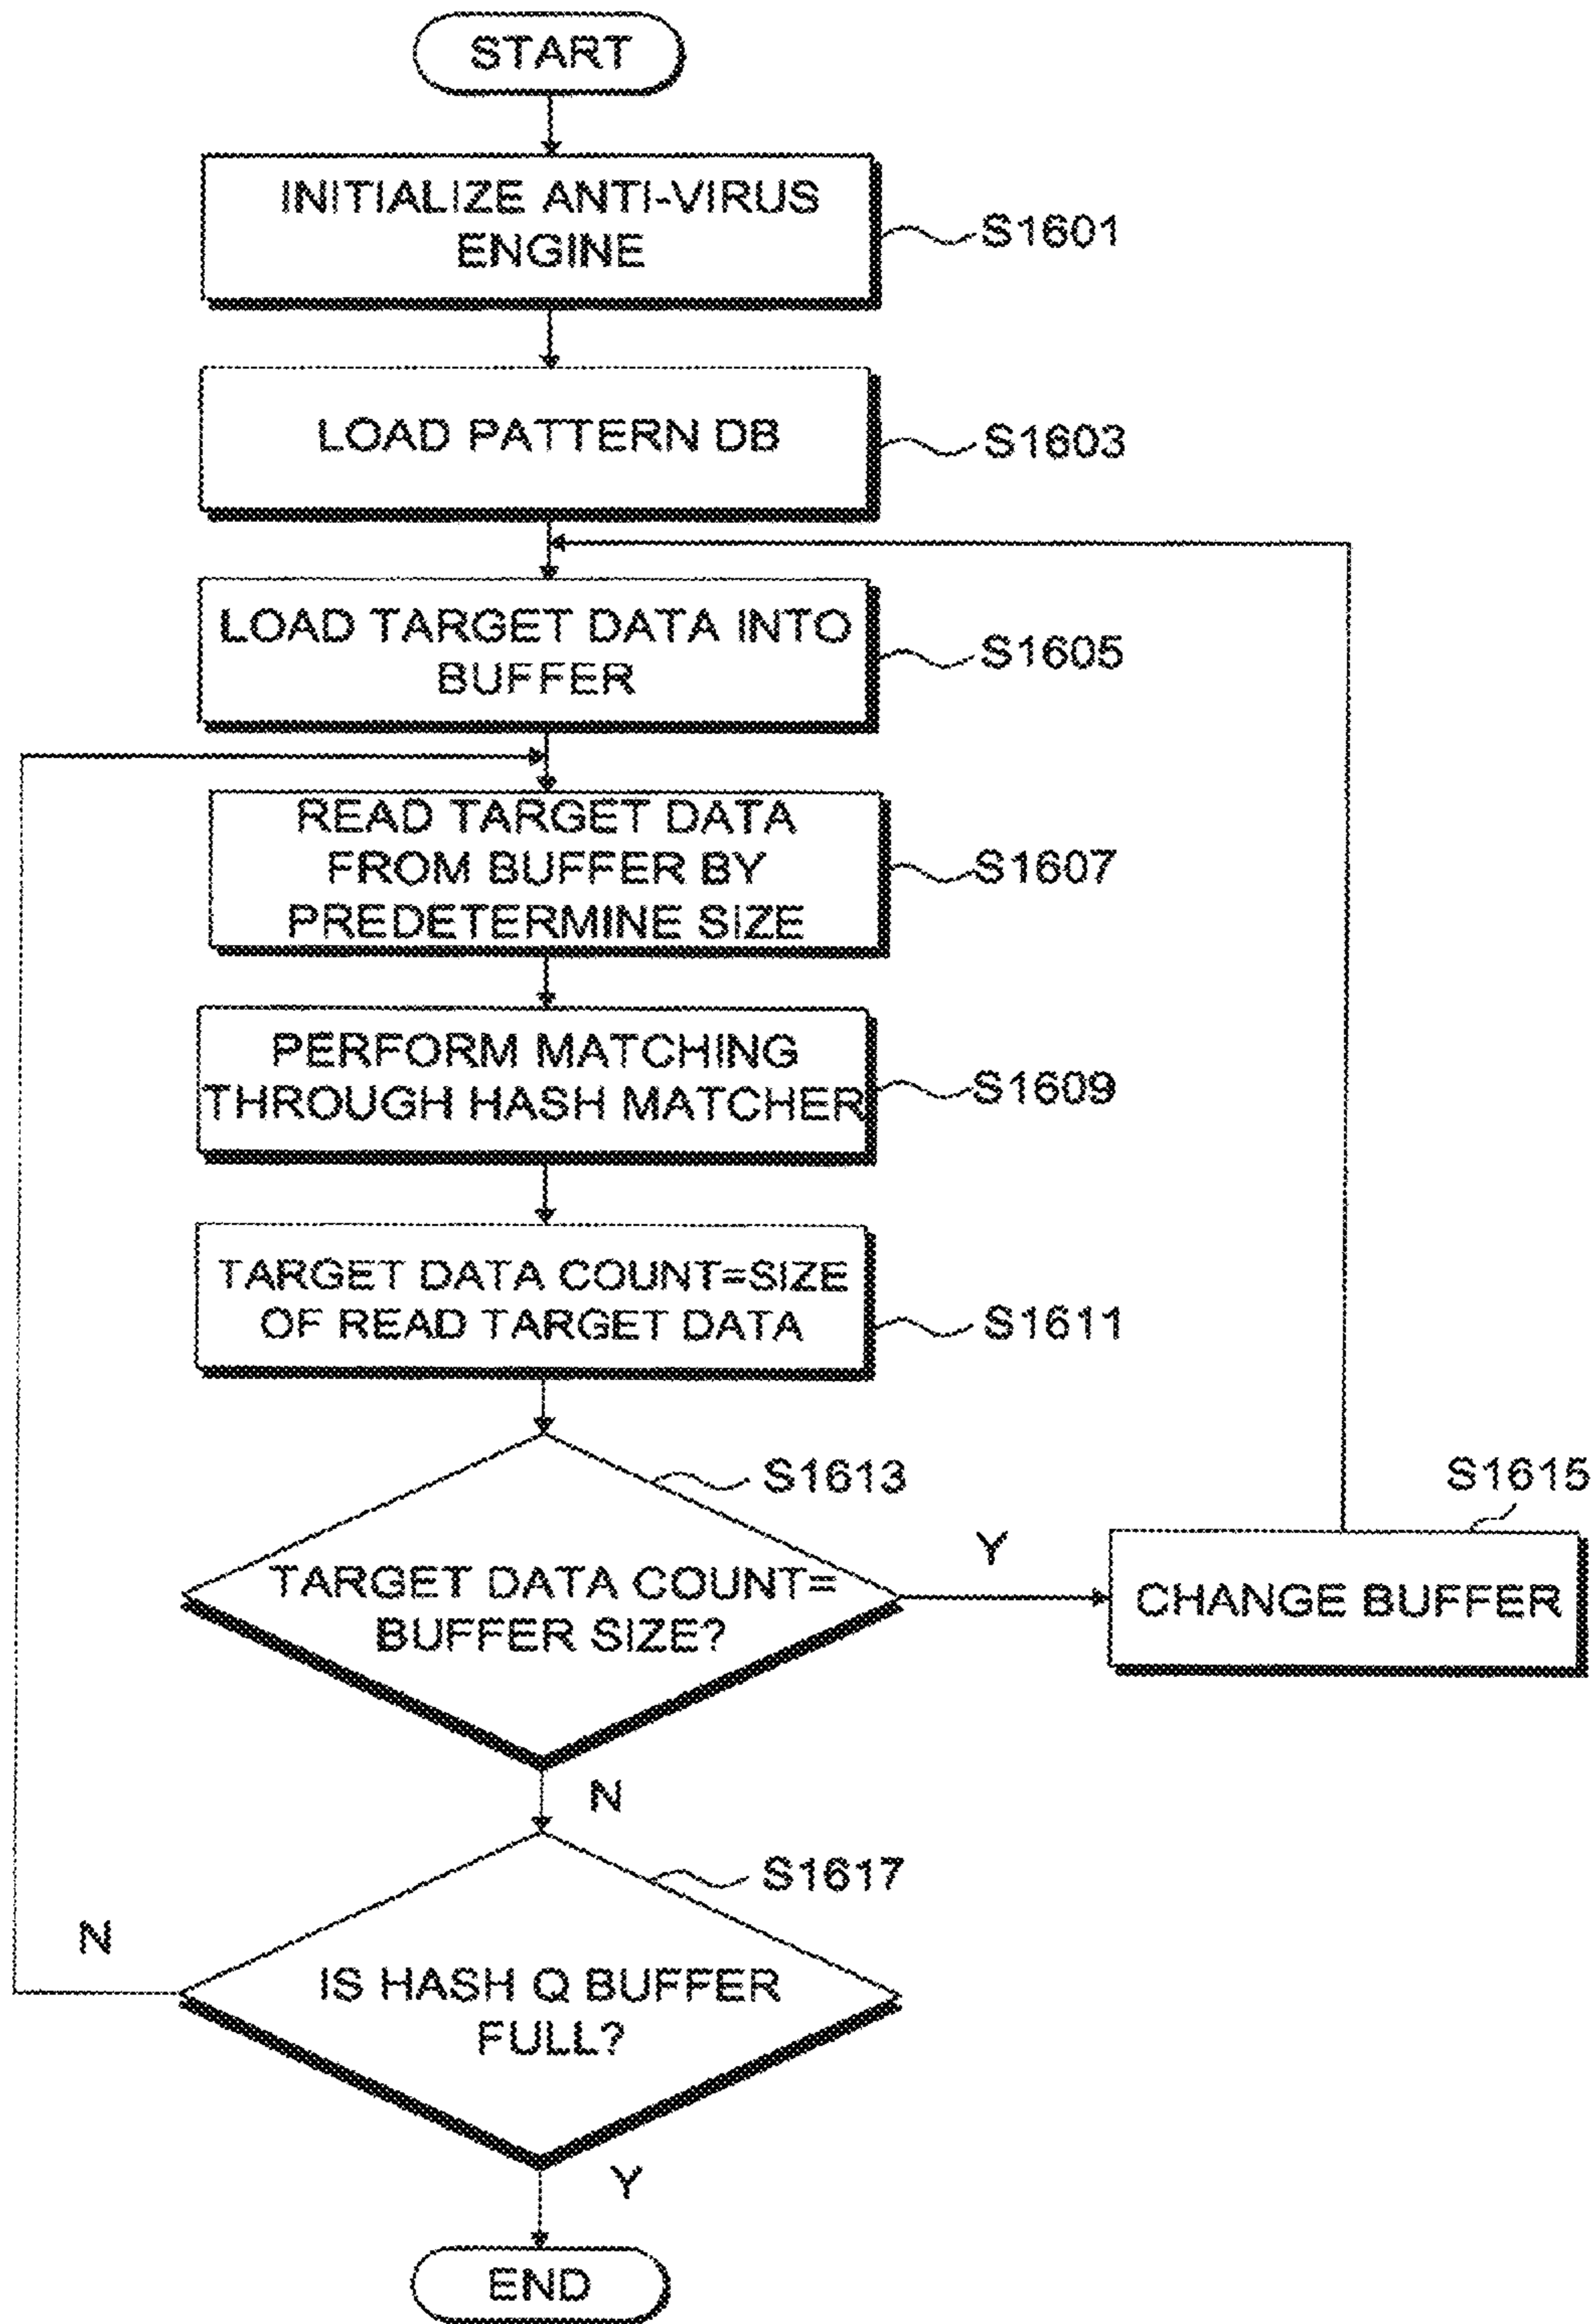 START
INITIALIZE ANTI-VIRUS
ENGINE
S1601
LOAD PATTERN DB
S1603
LOAD TARGET DATA INTO
BUFFER
S1605
READ TARGET DATA
FROM BUFFER BY
PREDETERMINE SIZE
S1607
PERFORM MATCHING
THROUGH HASH MATCHER
S1609
TARGET DATA COUNT=SIZE
OF READ TARGET DATA
S1611
S1613
TARGET DATA COUNT=
BUFFER SIZE?
Y
S1615
CHANGE BUFFER
N
S1617
IS HASH Q BUFFER
FULL?
N
Y
END